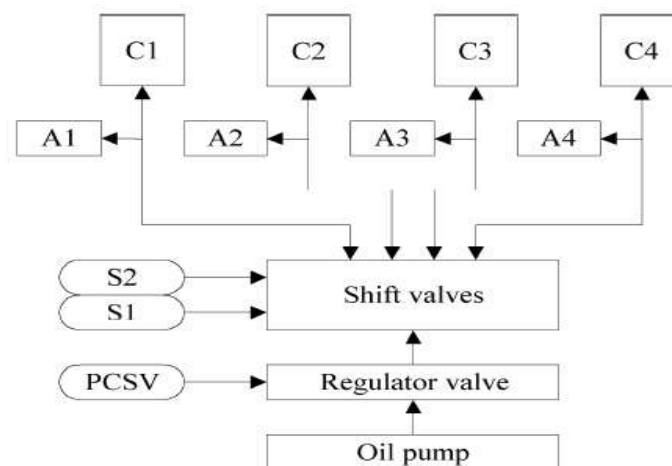 C1
C2
C3
C4
A1
A2
A3
A4
S2
S1
Shift valves
PCSV
Regulator valve
Oil pump